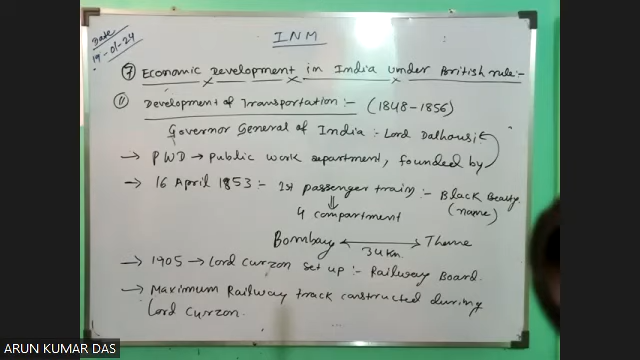 Date
19-01-24
INM
7 Economic Development in India under British rule:-
(1) Development of Transportation :- (1848-1856)
Governor General of India :- Lord Dalhousi
→ PWD → Public work department, founded by
→ 16 April 1853 :- 1st passenger train :- Black Beauty
(name)
4 compartment
Bombay ↔ Thane
34 Km
→ 1905 → Lord Curzon set up :- Railway Board.
→ Maximum Railway track constructed during
Lord Curzon.
ARUN KUMAR DAS